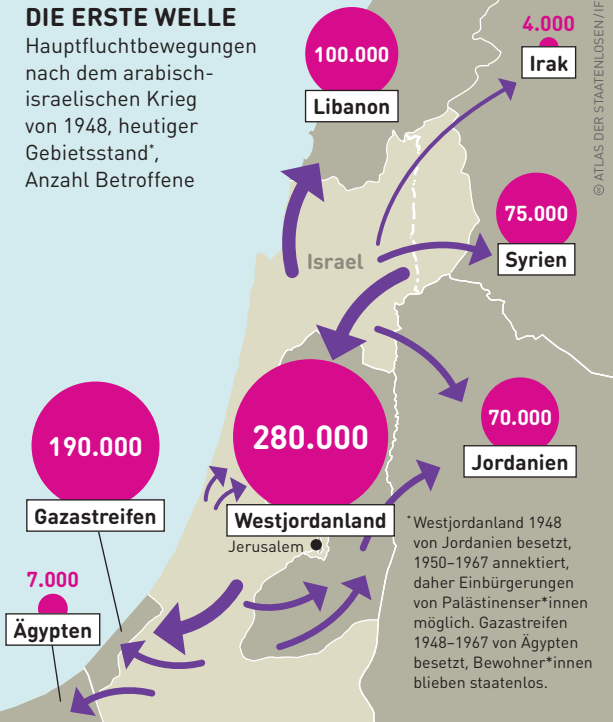 DIE ERSTE WELLE
Hauptfluchtbewegungen
nach dem arabisch-
israelischen Krieg
von 1948, heutiger
Gebietsstand*,
Anzahl Betroffene
100.000
Libanon
4.000
Irak
75.000
Syrien
Israel
190.000
Gazastreifen
280.000
Westjordanland
Jerusalem
70.000
Jordanien
7.000
Ägypten
*Westjordanland 1948
von Jordanien besetzt,
1950–1967 annektiert,
daher Einbürgerungen
von Palästinenser*innen
möglich. Gazastreifen
1948–1967 von Ägypten
besetzt, Bewohner*innen
blieben staatenlos.
ATLAS DER STAATENLOSEN/IF